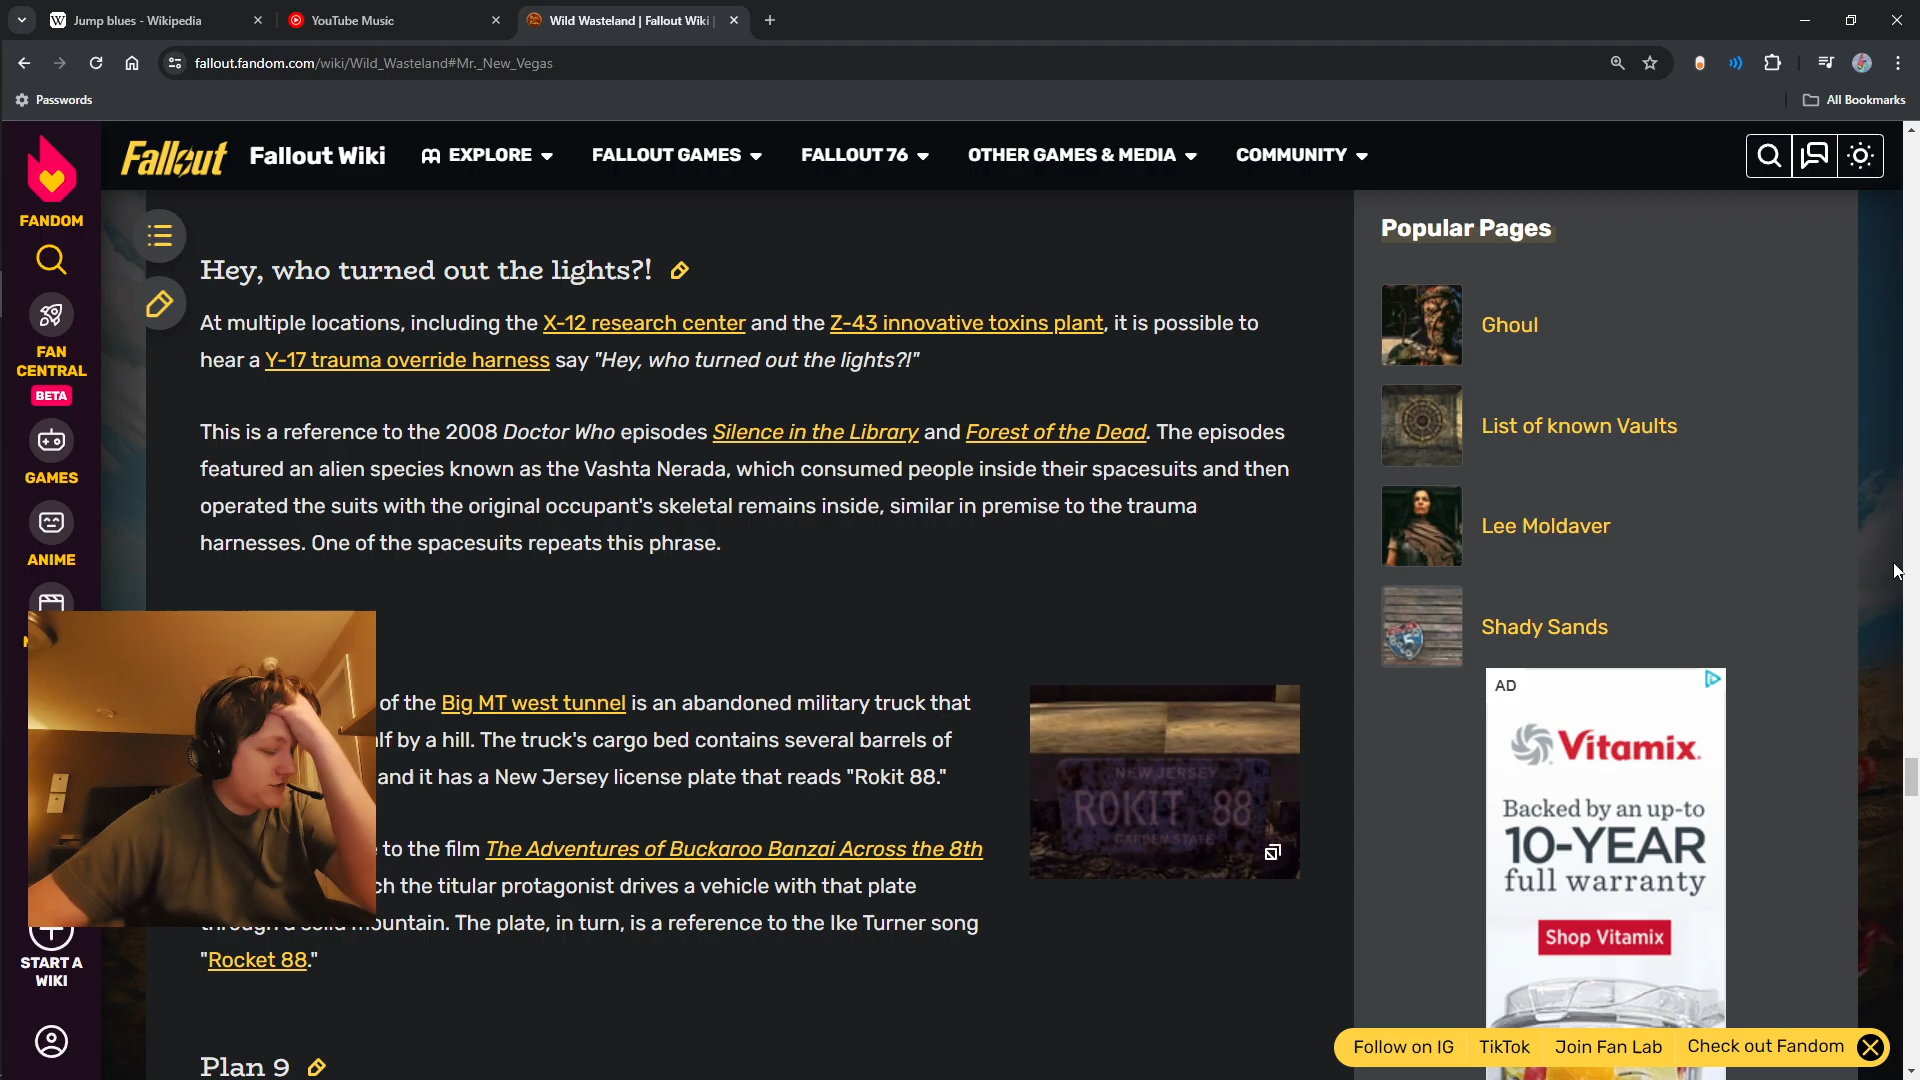 Jump blues - Wikipedia
YouTube Music
Wild Wasteland | Fallout Wiki |
fallout.fandom.com/wiki/Wild_Wasteland#Mr._New_Vegas
Passwords
All Bookmarks
FANDOM
FAN
CENTRAL
BETA
GAMES
ANIME
START A
WIKI
Fallout
Fallout Wiki
EXPLORE
FALLOUT GAMES
FALLOUT 76
OTHER GAMES & MEDIA
COMMUNITY
Hey, who turned out the lights?!
At multiple locations, including the X-12 research center and the Z-43 innovative toxins plant, it is possible to
hear a Y-17 trauma override harness say "Hey, who turned out the lights?!"
This is a reference to the 2008 Doctor Who episodes Silence in the Library and Forest of the Dead. The episodes
featured an alien species known as the Vashta Nerada, which consumed people inside their spacesuits and then
operated the suits with the original occupant's skeletal remains inside, similar in premise to the trauma
harnesses. One of the spacesuits repeats this phrase.
of the Big MT west tunnel is an abandoned military truck that
lf by a hill. The truck's cargo bed contains several barrels of
and it has a New Jersey license plate that reads "Rokit 88."
to the film The Adventures of Buckaroo Banzai Across the 8th
ch the titular protagonist drives a vehicle with that plate
through a solid mountain. The plate, in turn, is a reference to the Ike Turner song
"Rocket 88."
NEW JERSEY
ROKIT 88
GARDEN STATE
Plan 9
Popular Pages
Ghoul
List of known Vaults
Lee Moldaver
Shady Sands
AD
Vitamix.
Backed by an up-to
10-YEAR
full warranty
Shop Vitamix
Follow on IG
TikTok
Join Fan Lab
Check out Fandom